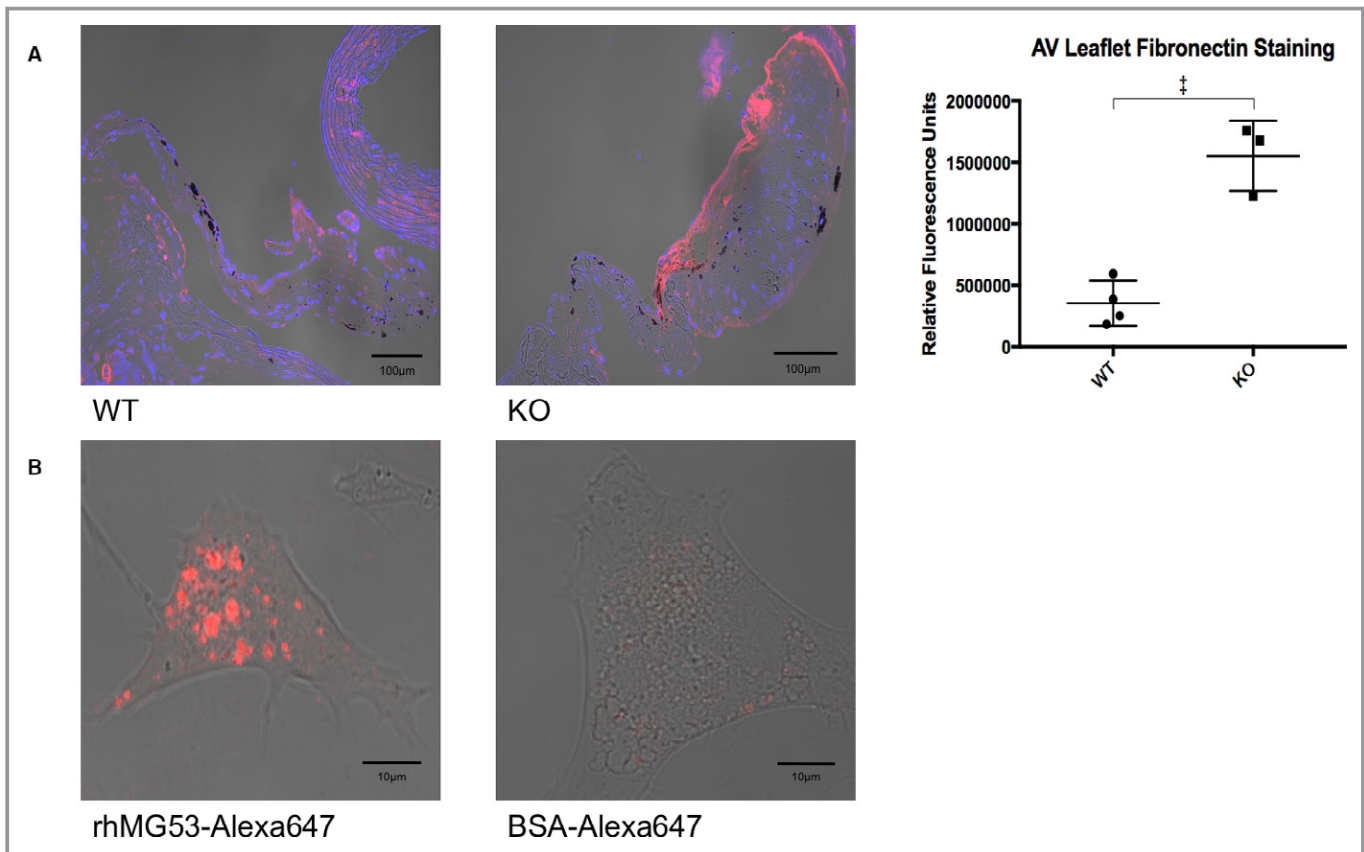 A
100µm
WT
100µm
KO
AV Leaflet Fibronectin Staining
‡
Relative Fluorescence Units
2000000
1500000
1000000
500000
0
WT
KO
B
10µm
rhMG53-Alexa647
10µm
BSA-Alexa647